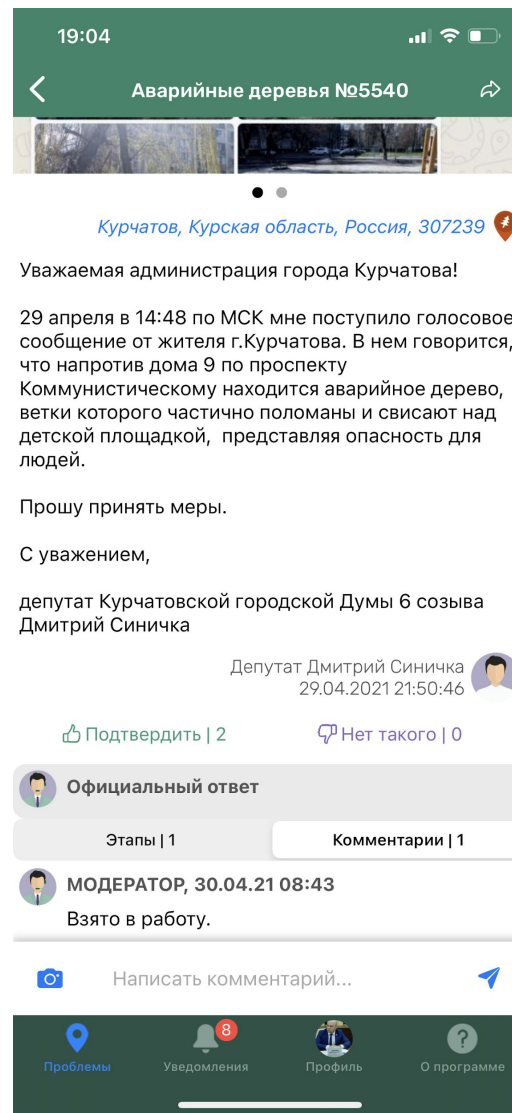 19:04
Аварийные деревья №5540
Курчатов, Курская область, Россия, 307239
Уважаемая администрация города Курчатова!
29 апреля в 14:48 по МСК мне поступило голосовое
сообщение от жителя г.Курчатова. В нем говорится,
что напротив дома 9 по проспекту
Коммунистическому находится аварийное дерево,
ветки которого частично поломаны и свисают над
детской площадкой, представляя опасность для
людей.
Прошу принять меры.
С уважением,
депутат Курчатовской городской Думы 6 созыва
Дмитрий Синичка
Депутат Дмитрий Синичка
29.04.2021 21:50:46
Подтвердить | 2
Нет такого | 0
Официальный ответ
Этапы | 1
Комментарии | 1
МОДЕРАТОР, 30.04.21 08:43
Взято в работу.
Написать комментарий...
8
Проблемы
Уведомления
Профиль
?
О программе